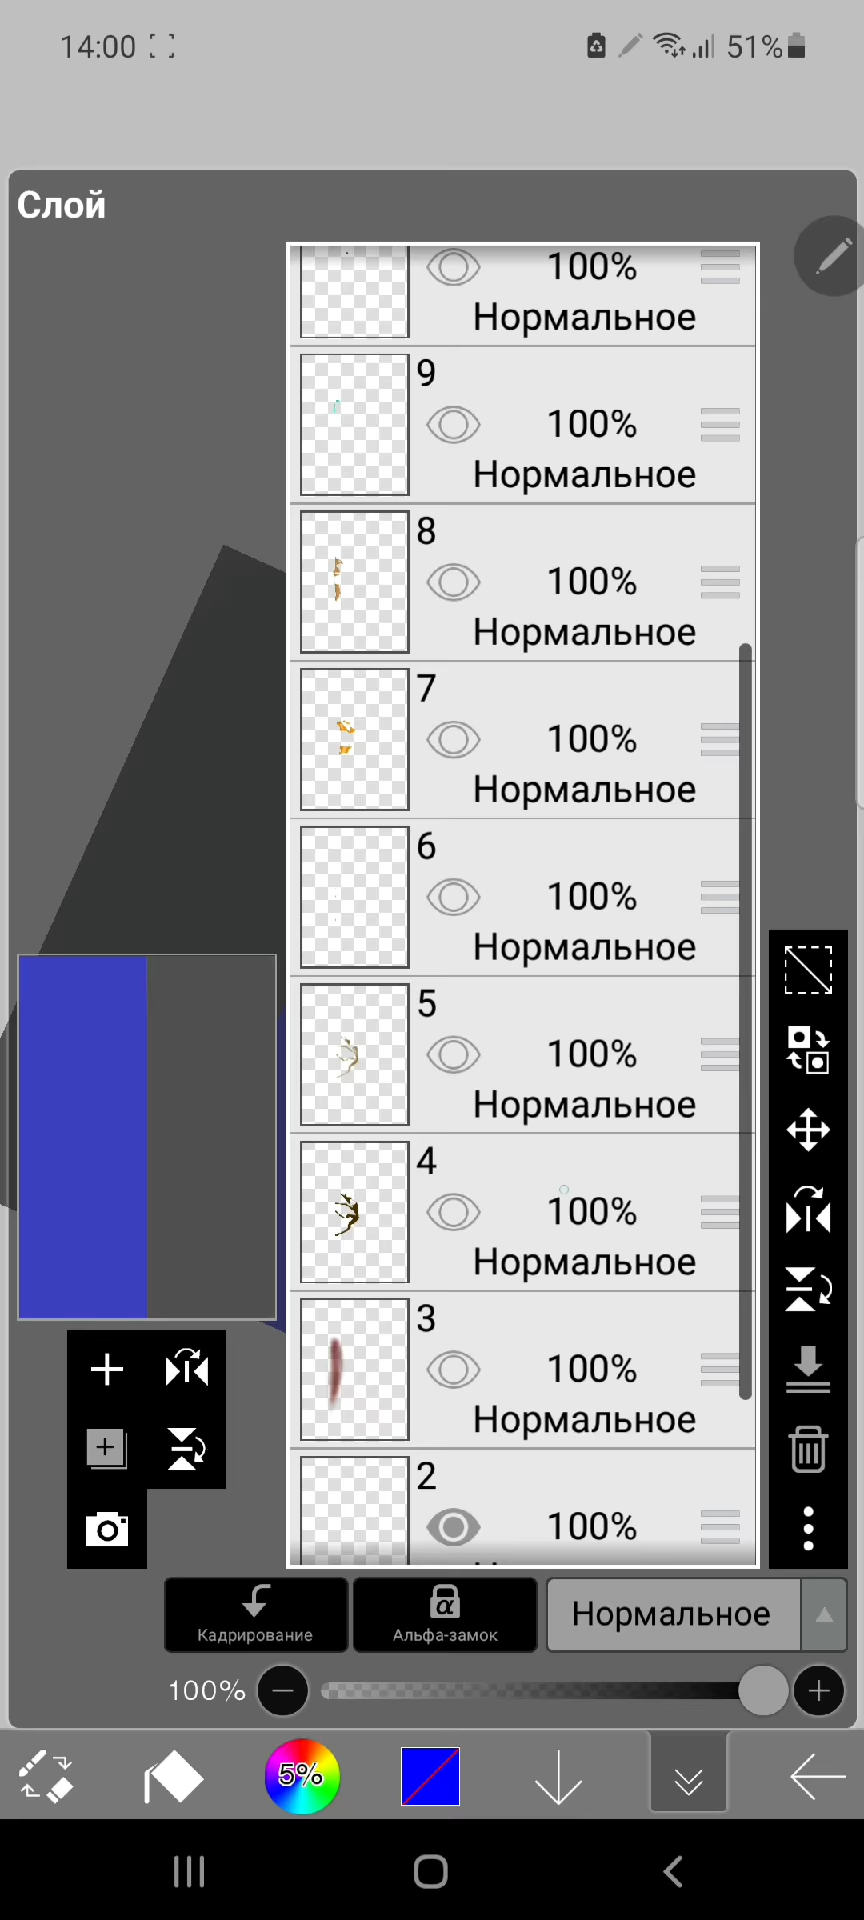 14:00
51%
Слой
100%
Нормальное
9
100%
Нормальное
8
100%
Нормальное
7
100%
Нормальное
6
100%
Нормальное
5
100%
Нормальное
4
100%
Нормальное
3
100%
Нормальное
2
100%
Кадрирование
α
Альфа-замок
Нормальное
100%
5%